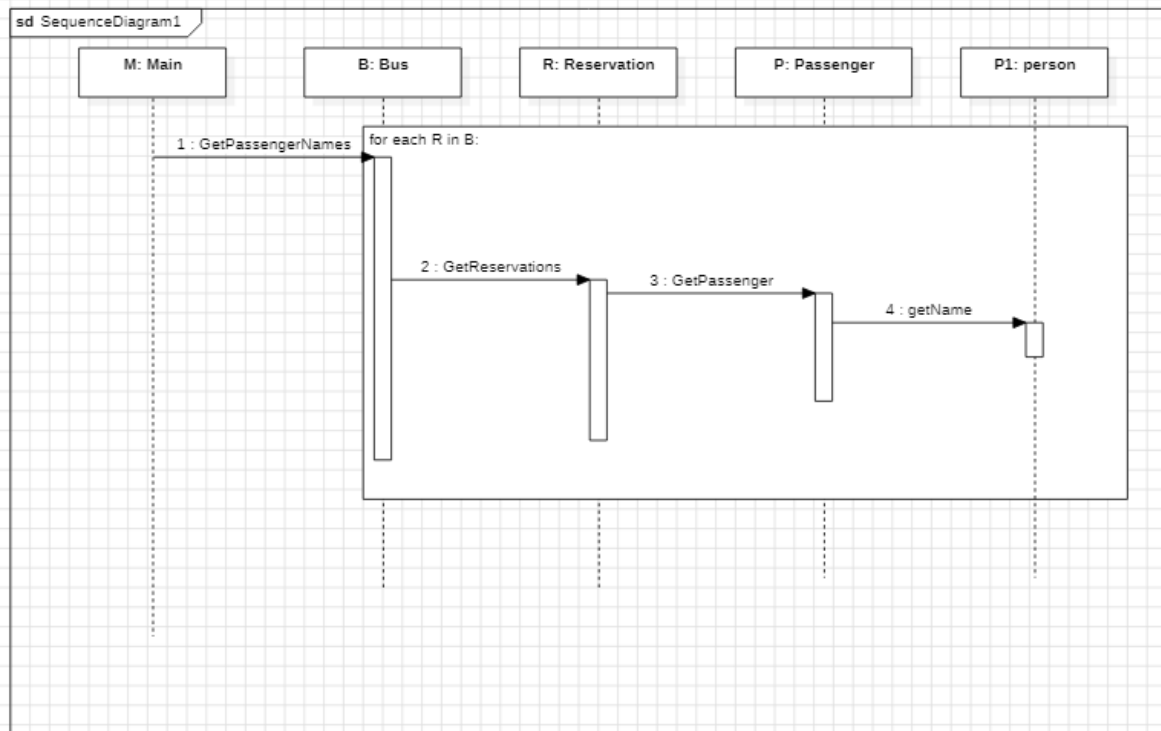 sd SequenceDiagram1
M: Main
B: Bus
R: Reservation
P: Passenger
P1: person
for each R in B:
1 : GetPassengerNames
2 : GetReservations
3 : GetPassenger
4 : getName